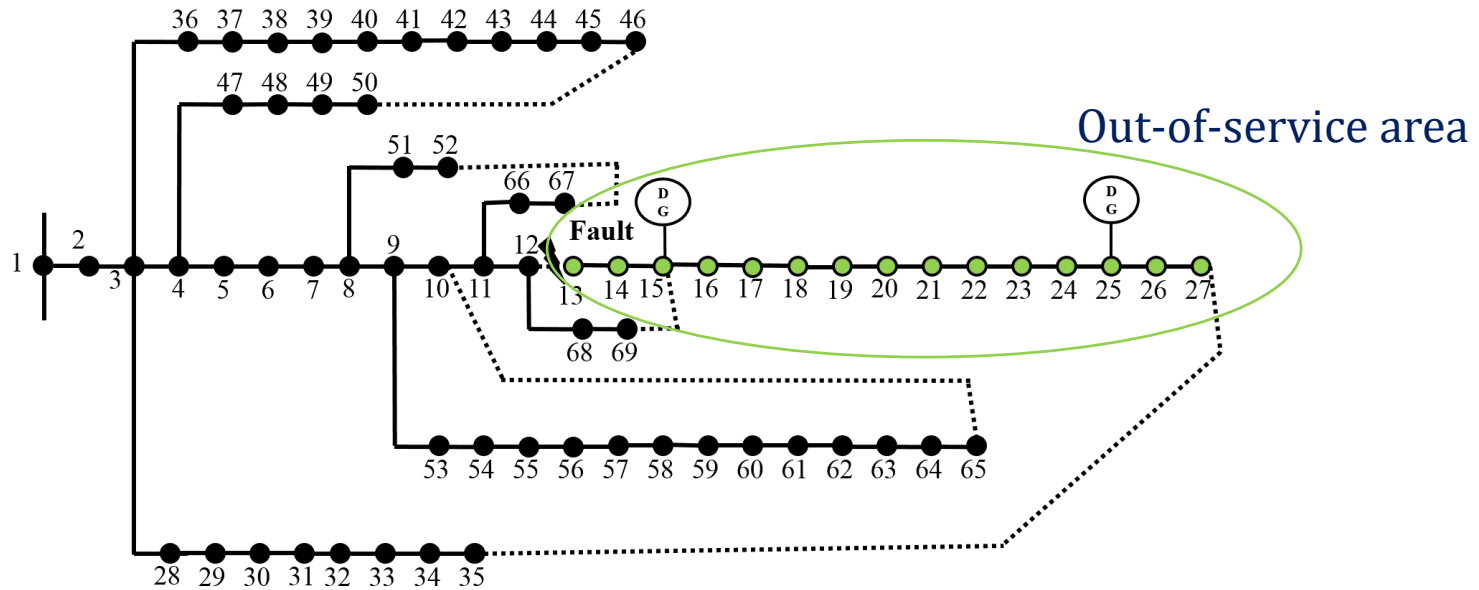 36 37 38 39 40 41 42 43 44 45 46
47 48 49 50
Out-of-service area
51 52
66 67
D
G
D
G
Fault
1 2 3 4 5 6 7 8 9 10 11 12 13 14 15 16 17 18 19 20 21 22 23 24 25 26 27
68 69
53 54 55 56 57 58 59 60 61 62 63 64 65
28 29 30 31 32 33 34 35